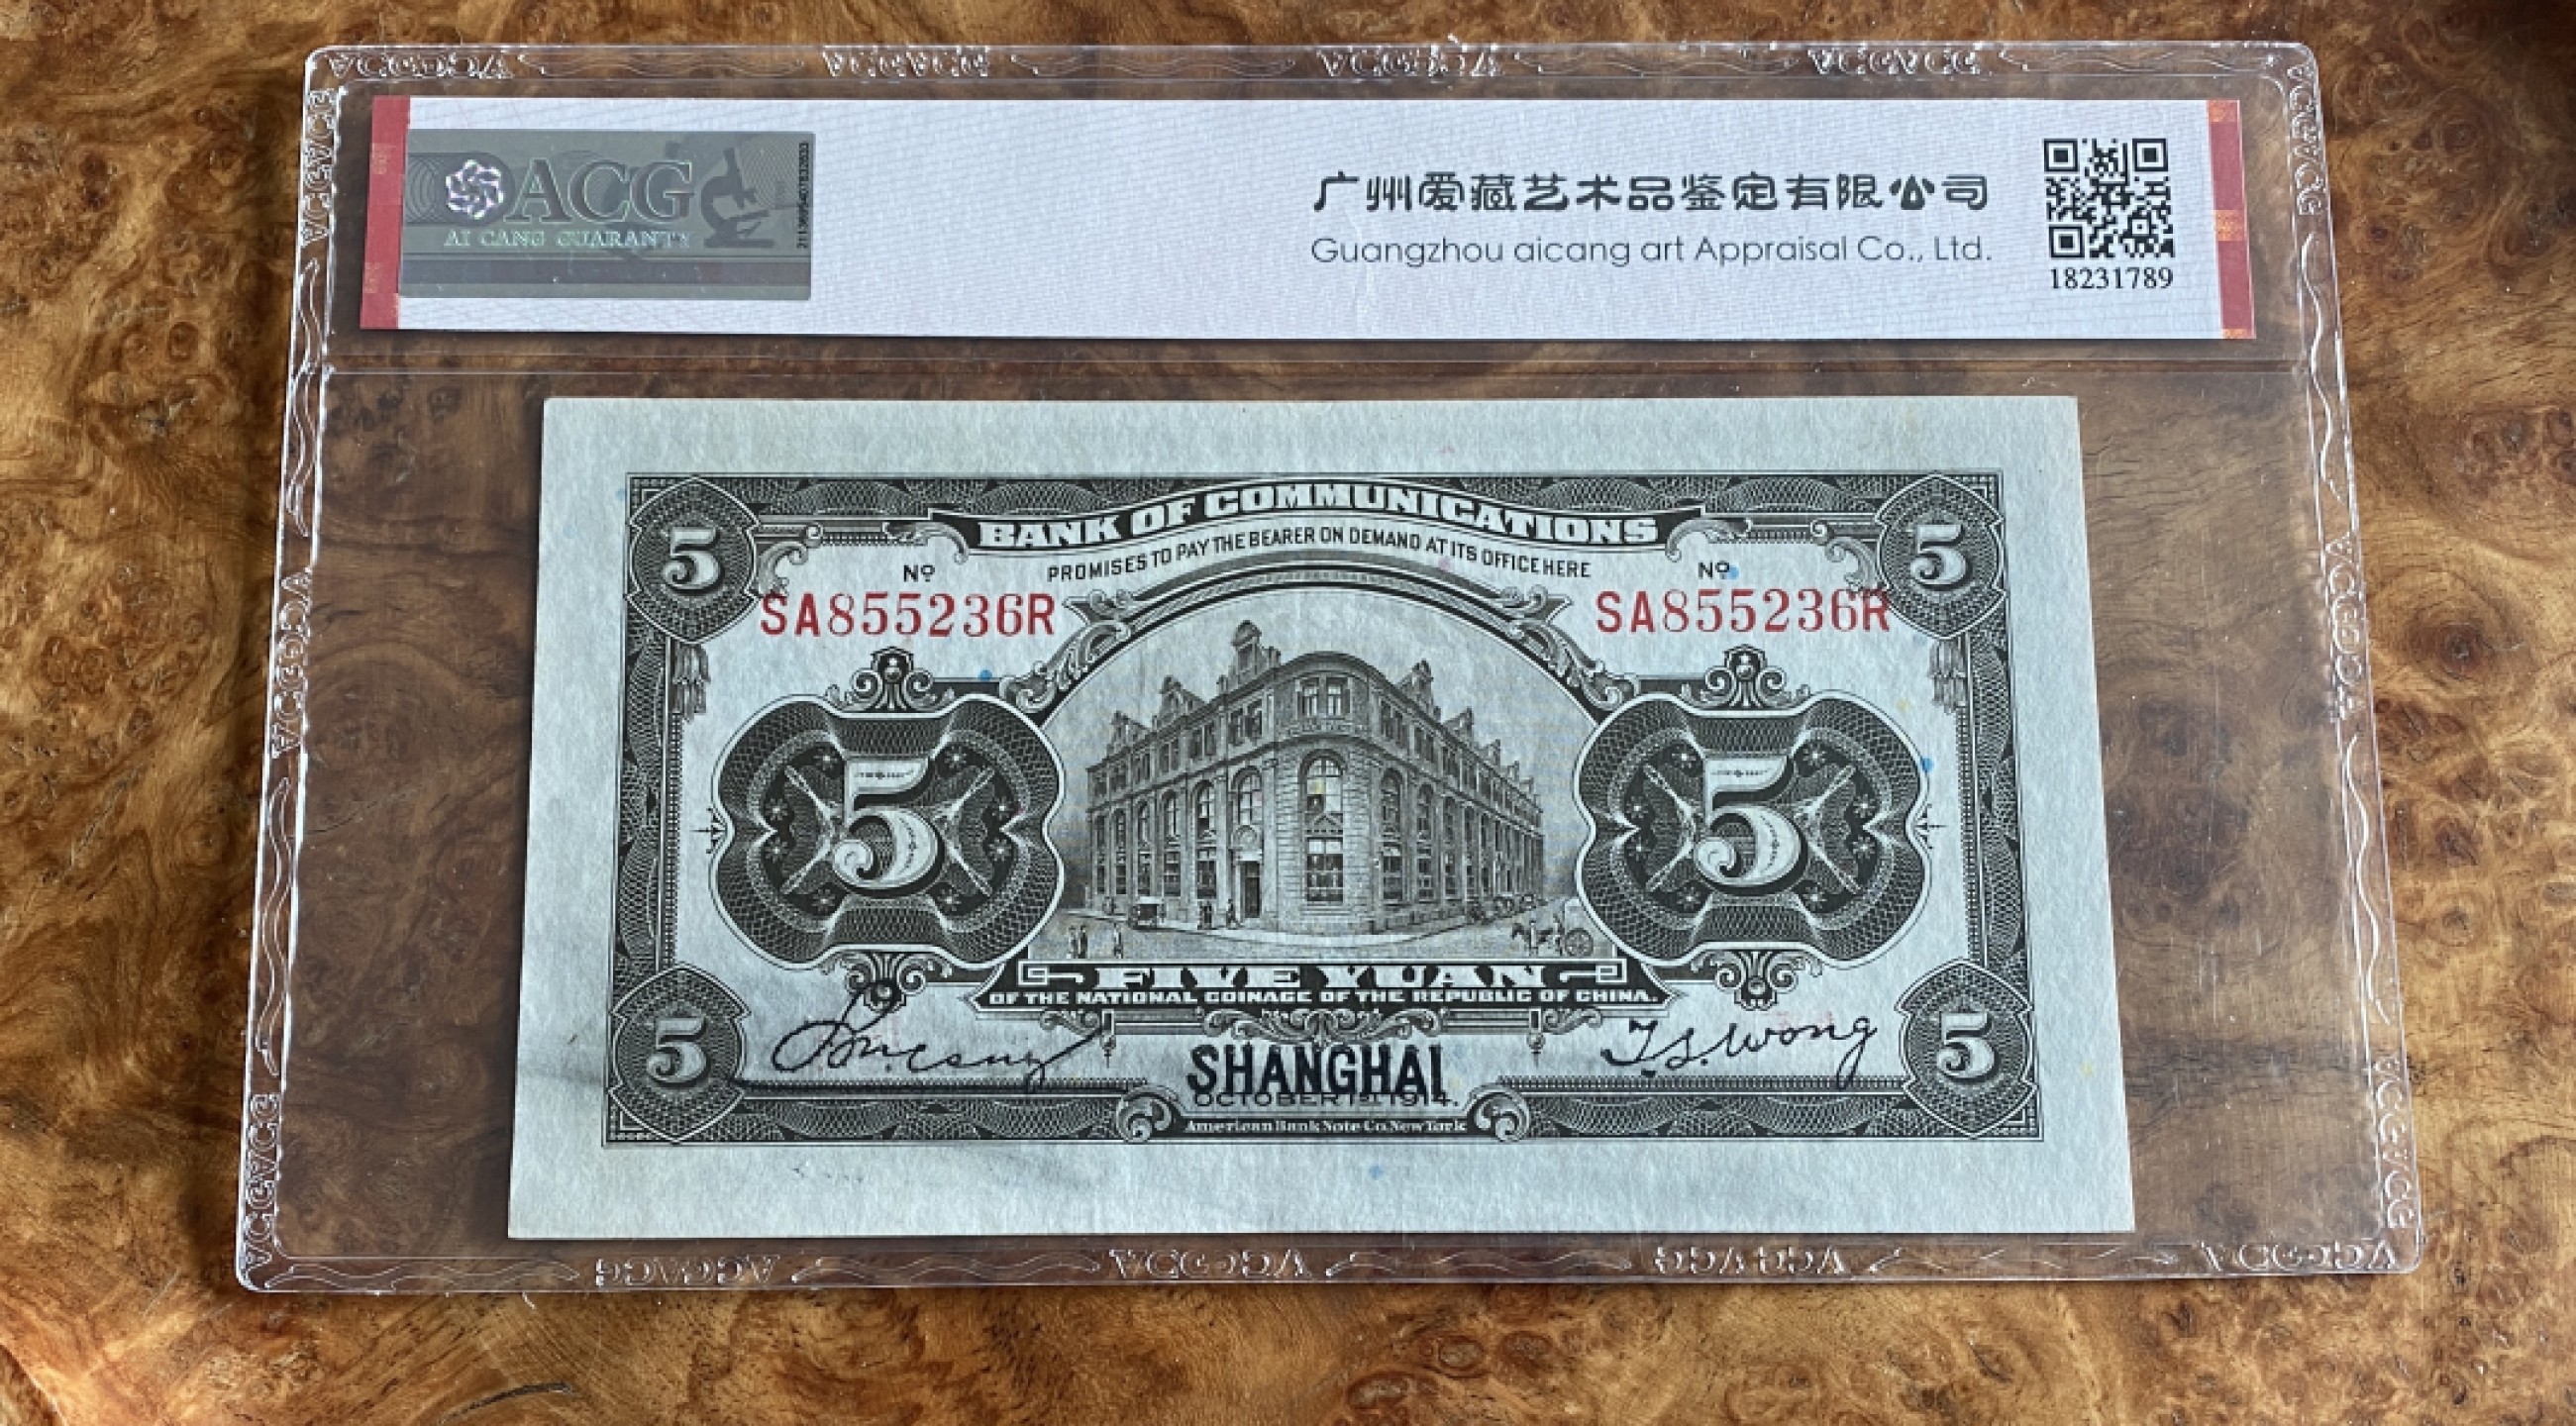 ACG
AI CANG GUARANTY
广州爱藏艺术品鉴定有限公司
Guangzhou aicang art Appraisal Co., Ltd.
18231789
5
5
BANK OF COMMUNICATIONS
PROMISES TO PAY THE BEARER ON DEMAND AT ITS OFFICE HERE
Nº
Nº
SA855236R
SA855236R
5
5
FIVE YUAN
OF THE NATIONAL COINAGE OF THE REPUBLIC OF CHINA.
T.S. Wong
5
5
SHANGHAI
OCTOBER 1ST 1914.
American Bank Note Co. New York